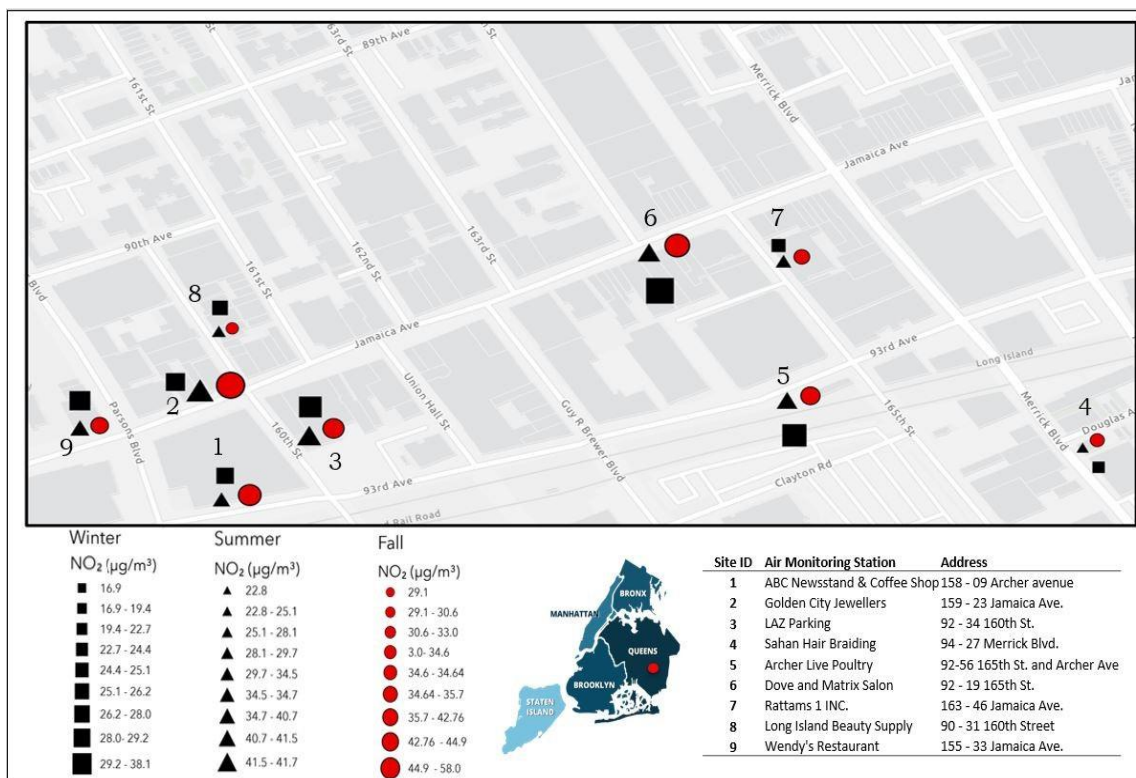 89th Ave
161st St
163rd St
163rd St
Merrick Blvd
Jamaica Ave
Jam
90th Ave
161st St
162nd St
163rd St
6
7
8
Jamaica Ave
93rd Ave
Long Island
2
9
Parsons Blvd
160th St
3
Union Hall St
Guy R Brewer Blvd
5
165th St
Merrick Blvd
4
Douglas A
1
93rd Ave
Clayton Rd
Rail Road
Winter
NO₂ (µg/m³)
16.9
16.9 - 19.4
19.4 - 22.7
22.7 - 24.4
24.4 - 25.1
25.1 - 26.2
26.2 - 28.0
28.0 - 29.2
29.2 - 38.1
Summer
NO₂ (µg/m³)
22.8
22.8 - 25.1
25.1 - 28.1
28.1 - 29.7
29.7 - 34.5
34.5 - 34.7
34.7 - 40.7
40.7 - 41.5
41.5 - 41.7
Fall
NO₂ (µg/m³)
29.1
29.1 - 30.6
30.6 - 33.0
3.0- 34.6
34.6 - 34.64
34.64 - 35.7
35.7 - 42.76
42.76 - 44.9
44.9 - 58.0
BRONX
MANHATTAN
QUEENS
BROOKLYN
STATEN
ISLAND
Site ID Air Monitoring Station Address
1 ABC Newsstand & Coffee Shop 158 - 09 Archer avenue
2 Golden City Jewellers 159 - 23 Jamaica Ave.
3 LAZ Parking 92 - 34 160th St.
4 Sahan Hair Braiding 94 - 27 Merrick Blvd.
5 Archer Live Poultry 92-56 165th St. and Archer Ave
6 Dove and Matrix Salon 92 - 19 165th St.
7 Rattams 1 INC. 163 - 46 Jamaica Ave.
8 Long Island Beauty Supply 90 - 31 160th Street
9 Wendy's Restaurant 155 - 33 Jamaica Ave.